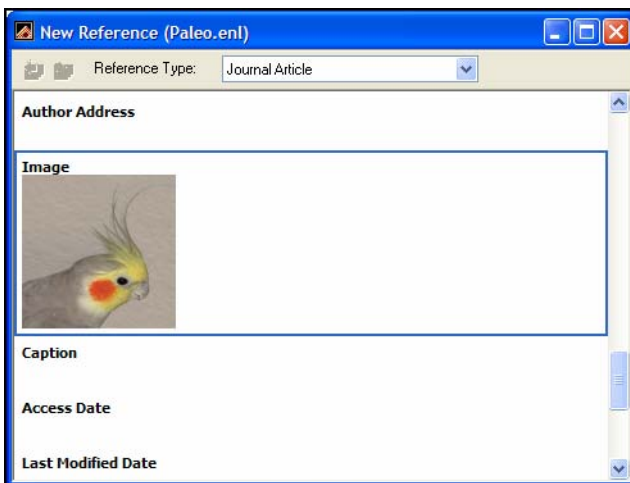 New Reference (Paleo.enl)
Reference Type: Journal Article
Author Address
Image
Caption
Access Date
Last Modified Date